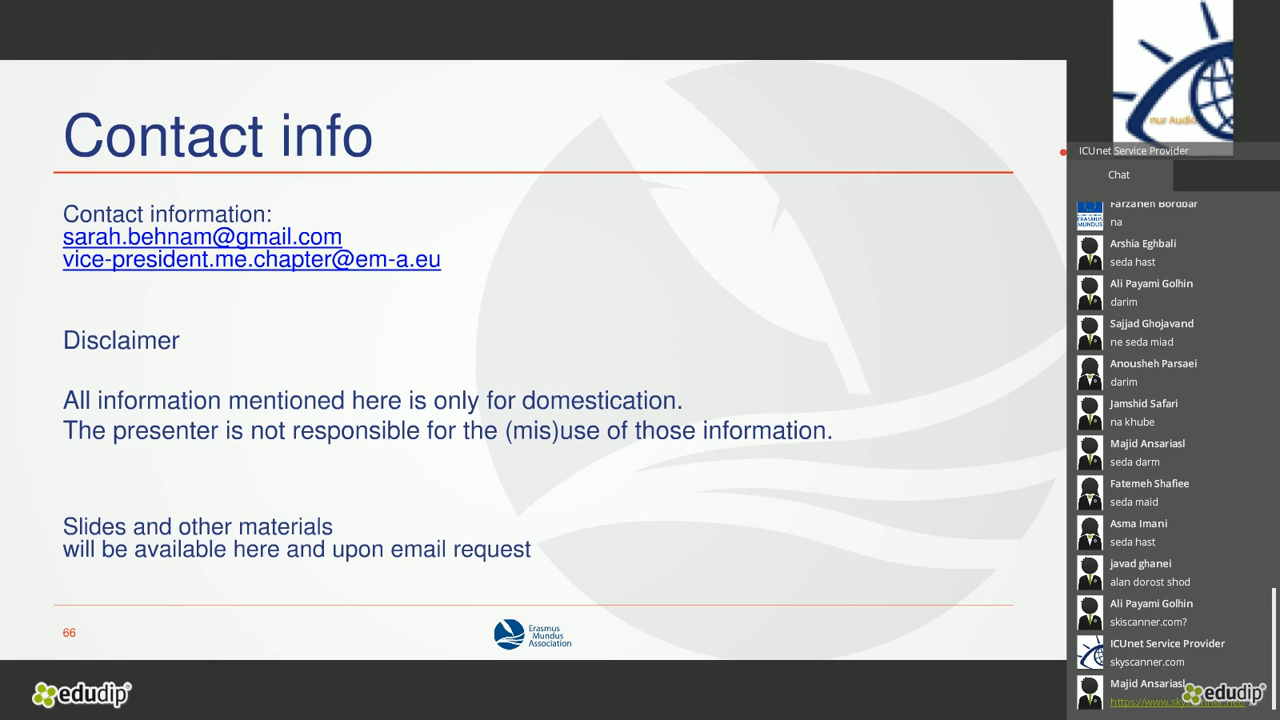 Contact info
Contact information:
sarah.behnam@gmail.com
vice-president.me.chapter@em-a.eu
Disclaimer
All information mentioned here is only for domestication.
The presenter is not responsible for the (mis)use of those information.
Slides and other materials
will be available here and upon email request
66
Erasmus
Mundus
Association
edudip
nur Audio
ICUnet Service Provider
Chat
Farzaneh Borabar
na
Arshia Eghbali
seda hast
Ali Payami Golhin
darim
Sajjad Ghojavand
ne seda miad
Anousheh Parsaei
darim
Jamshid Safari
na khube
Majid Ansariasl
seda darm
Fatemeh Shafiee
seda maid
Asma Imani
seda hast
javad ghanei
alan dorost shod
Ali Payami Golhin
skiscanner.com?
ICUnet Service Provider
skyscanner.com
Majid Ansariasl
edudip